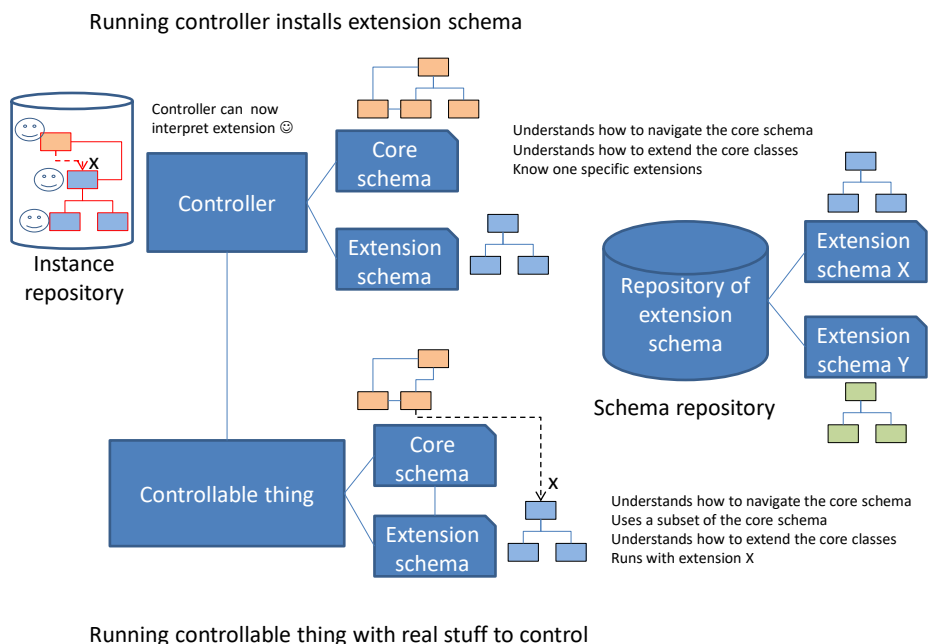 Running controller installs extension schema
Controller can now
interpret extension ☺
Core
schema
Understands how to navigate the core schema
Understands how to extend the core classes
Know one specific extensions
X
Controller
Extension
schema
Instance
repository
Repository of
extension
schema
Extension
schema X
Extension
schema Y
Schema repository
Core
schema
Controllable thing
X
Extension
schema
Understands how to navigate the core schema
Uses a subset of the core schema
Understands how to extend the core classes
Runs with extension X
Running controllable thing with real stuff to control